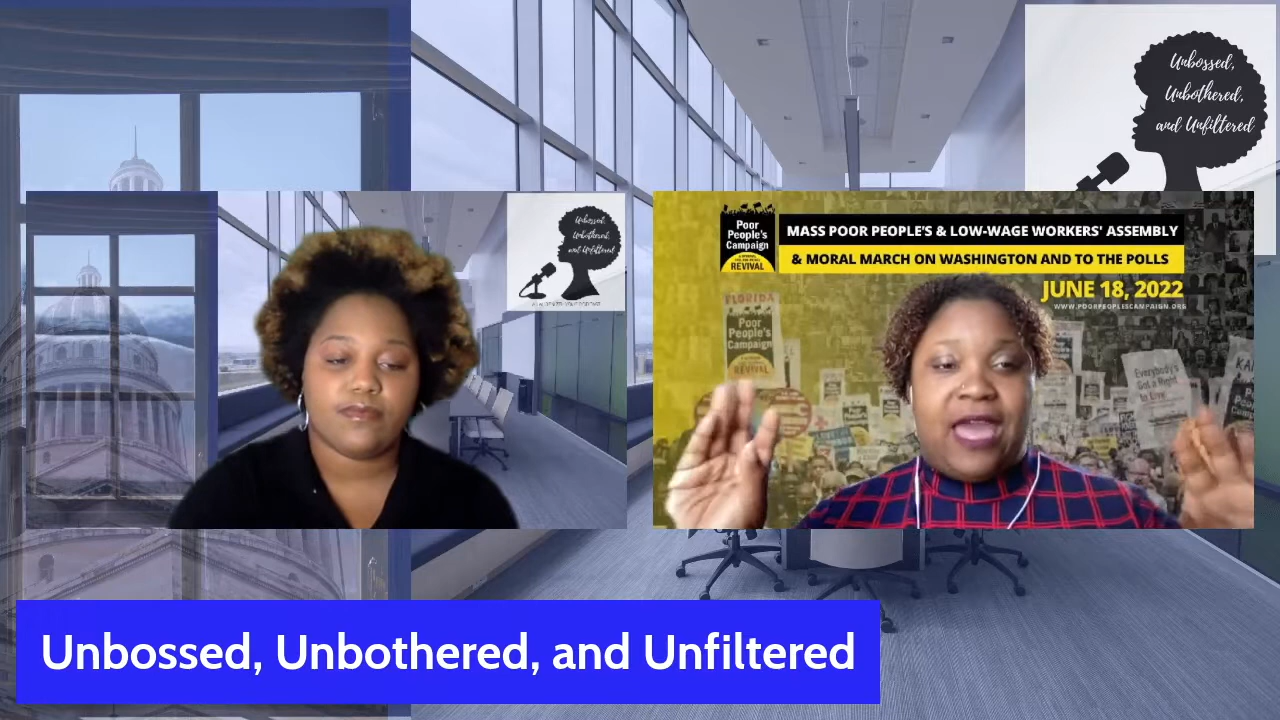 Unbossed,
Unbothered,
and Unfiltered
Unbossed,
Unbothered,
and Unfiltered
Poor
People's
Campaign
REVIVAL
MASS POOR PEOPLE'S & LOW-WAGE WORKERS' ASSEMBLY
& MORAL MARCH ON WASHINGTON AND TO THE POLLS
JUNE 18, 2022
WWW.POORPEOPLESCAMPAIGN.ORG
FLORIDA
Poor
People's
Campaign
REVIVAL
Everybody's
Got a Right
to Live
Unbossed, Unbothered, and Unfiltered